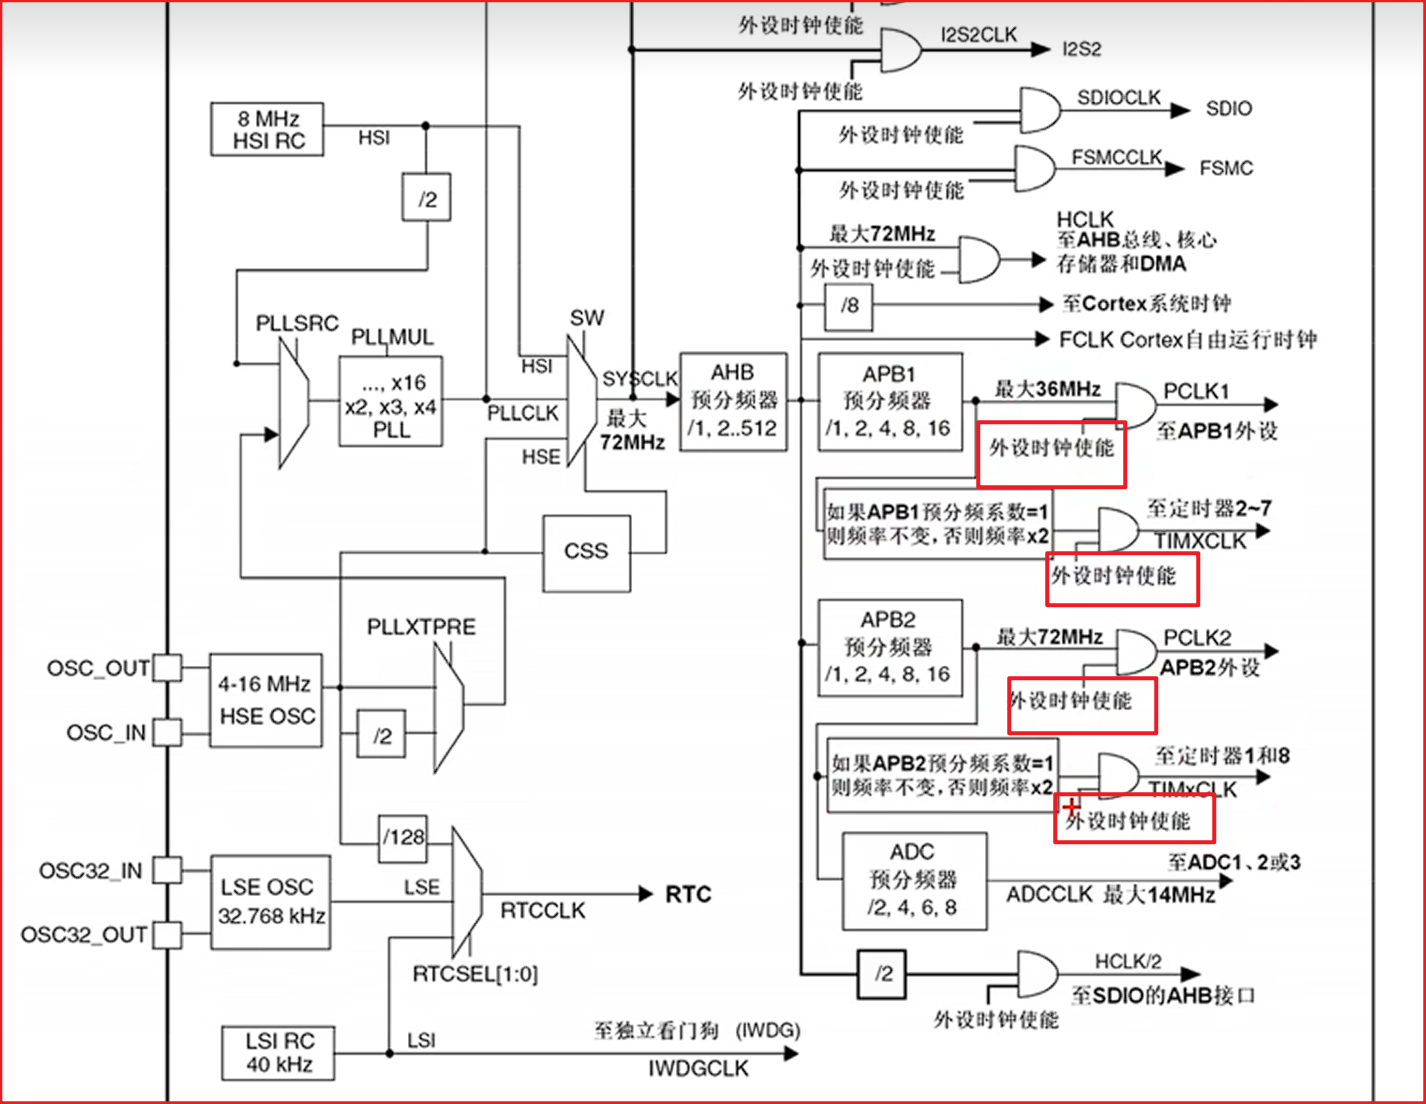 外设时钟使能
I2S2CLK
I2S2
外设时钟使能
8 MHz
HSI RC
HSI
/2
SDIOCLK
SDIO
外设时钟使能
FSMCCLK
FSMC
外设时钟使能
最大72MHz
外设时钟使能
HCLK
至AHB总线、核心
存储器和DMA
/8
至Cortex系统时钟
FCLK Cortex自由运行时钟
PLLSRC
PLLMUL
..., x16
x2, x3, x4
PLL
SW
HSI
PLLCLK
HSE
SYSCLK
最大
72MHz
AHB
预分频器
/1, 2..512
APB1
预分频器
/1, 2, 4, 8, 16
最大36MHz
PCLK1
至APB1外设
外设时钟使能
如果APB1预分频系数=1
则频率不变,否则频率x2
至定时器2~7
TIMXCLK
外设时钟使能
CSS
APB2
预分频器
/1, 2, 4, 8, 16
最大72MHz
PCLK2
APB2外设
外设时钟使能
PLLXTPRE
OSC_OUT
OSC_IN
4-16 MHz
HSE OSC
/2
如果APB2预分频系数=1
则频率不变,否则频率x2
至定时器1和8
TIMxCLK
外设时钟使能
/128
OSC32_IN
OSC32_OUT
LSE OSC
32.768 kHz
LSE
RTCCLK
RTC
RTCSEL[1:0]
ADC
预分频器
/2, 4, 6, 8
至ADC1、2或3
ADCCLK 最大14MHz
/2
HCLK/2
至SDIO的AHB接口
外设时钟使能
LSI RC
40 kHz
LSI
至独立看门狗 (IWDG)
IWDGCLK